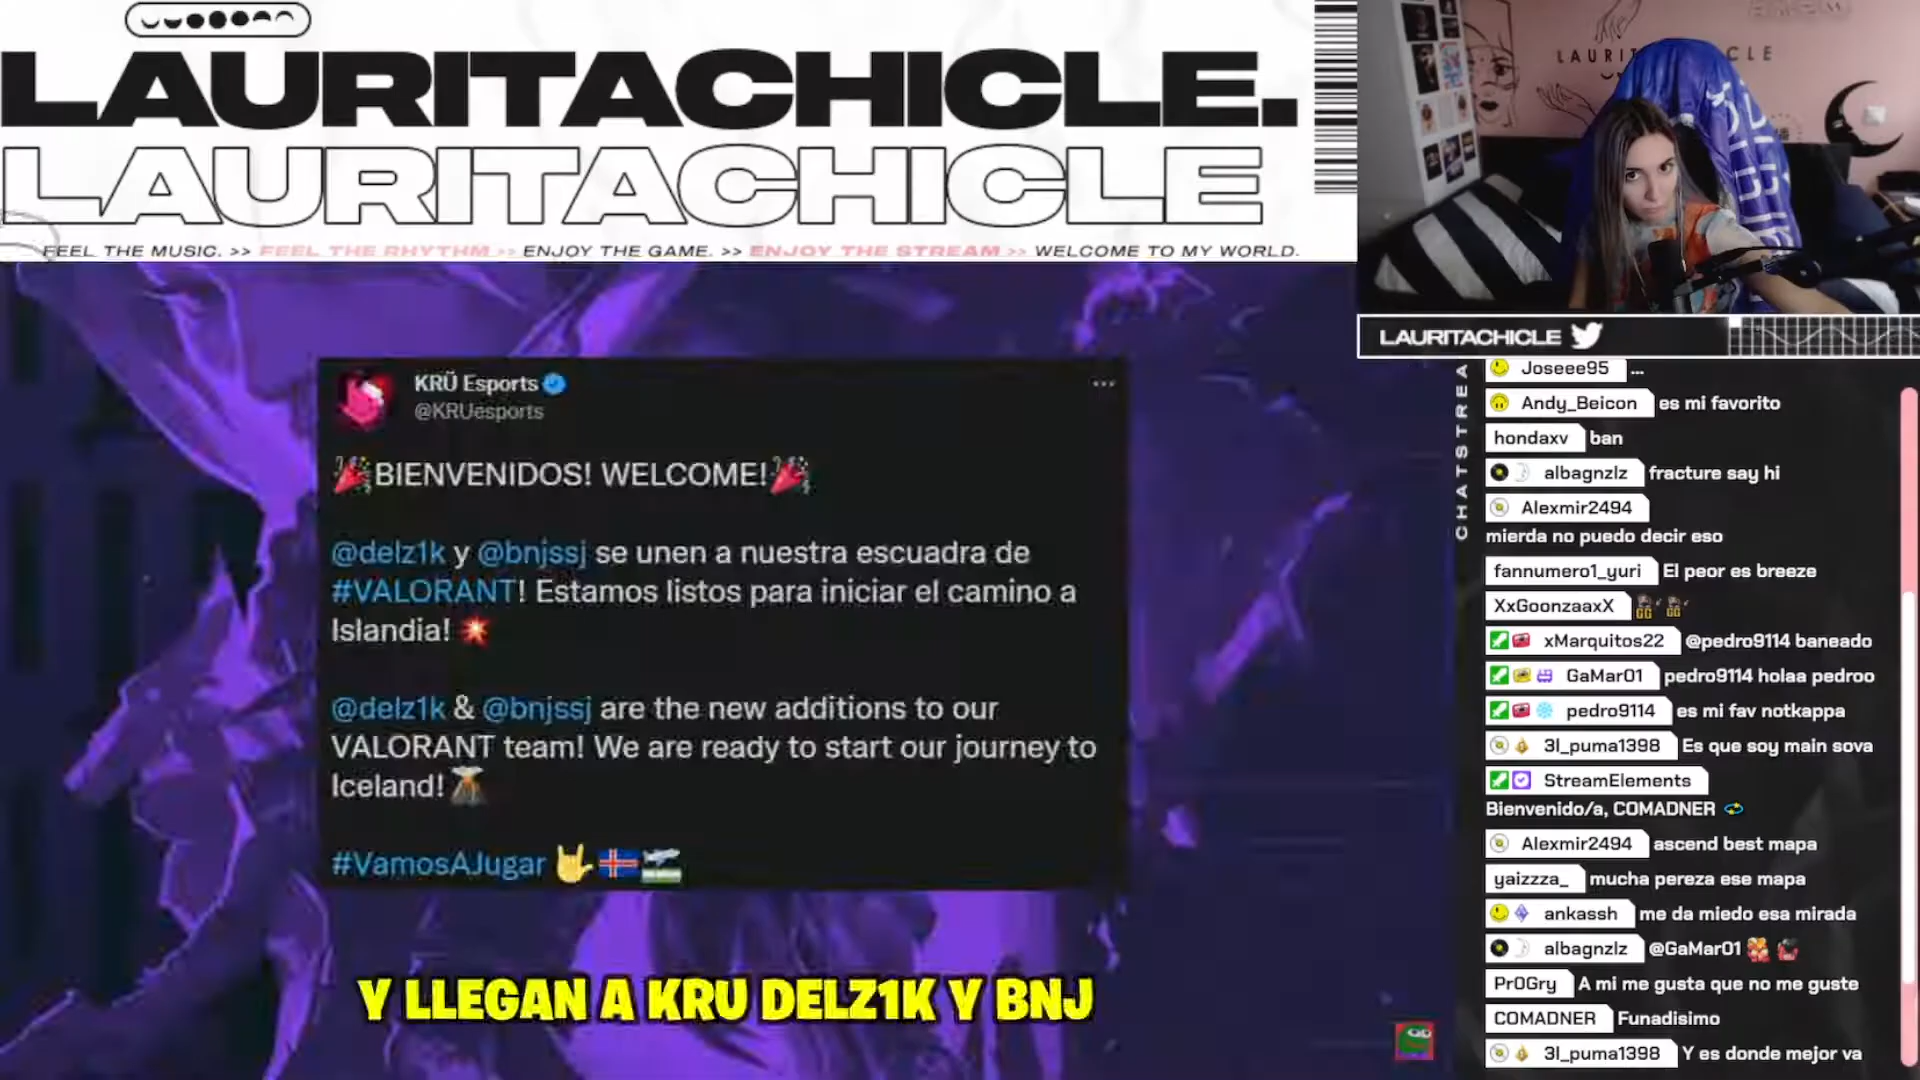 LAURITACHICLE.
LAURITACHICLE
FEEL THE MUSIC. >> FEEL THE RHYTHM >> ENJOY THE GAME. >> ENJOY THE STREAM >> WELCOME TO MY WORLD.
LAURITACHICLE
KRÜ Esports
@KRUesports
BIENVENIDOS! WELCOME!
@delz1k y @bnjssj se unen a nuestra escuadra de
#VALORANT! Estamos listos para iniciar el camino a
Islandia!
@delz1k & @bnjssj are the new additions to our
VALORANT team! We are ready to start our journey to
Iceland!
#VamosAJugar
Y LLEGAN A KRU DELZ1K Y BNJ
CHATSTREA
Joseee95 ...
Andy_Beicon es mi favorito
hondaxv ban
albagnzlz fracture say hi
Alexmir2494
mierda no puedo decir eso
fannumero1_yuri El peor es breeze
XxGoonzaaxX GG GG
xMarquitos22 @pedro9114 baneado
GaMar01 pedro9114 holaa pedroo
pedro9114 es mi fav notkappa
3l_puma1398 Es que soy main sova
StreamElements
Bienvenido/a, COMADNER
Alexmir2494 ascend best mapa
yaizzza_ mucha pereza ese mapa
ankassh me da miedo esa mirada
albagnzlz @GaMar01
Pr0Gry A mi me gusta que no me guste
COMADNER Funadisimo
3l_puma1398 Y es donde mejor va